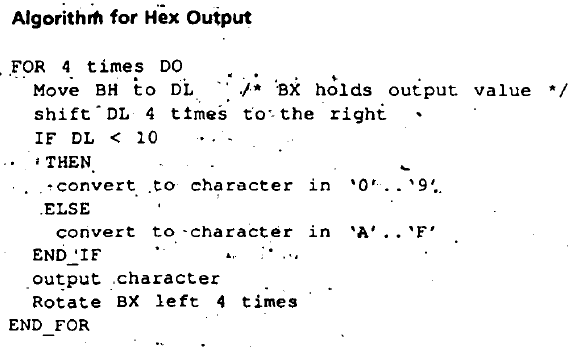 Algorithm for Hex Output
FOR 4 times DO
Move BH to DL /* BX holds output value */
shift DL 4 times to the right
IF DL < 10
THEN
convert to character in '0'..'9'
ELSE
convert to character in 'A'..'F'
END_IF
output character
Rotate BX left 4 times
END_FOR